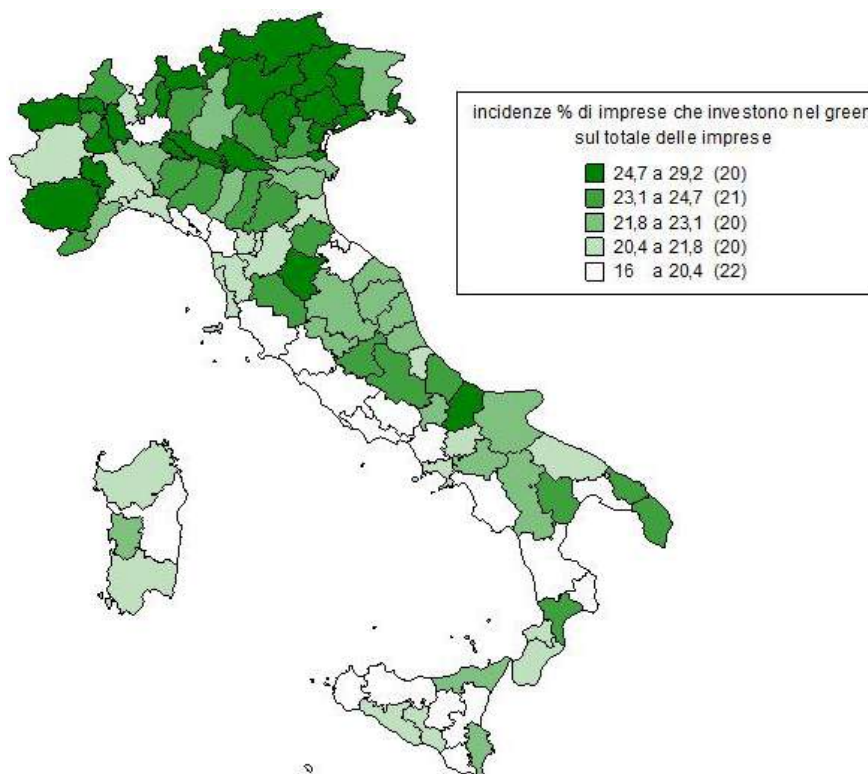 incidenze % di imprese che investono nel green
sul totale delle imprese
24,7 a 29,2 (20)
23,1 a 24,7 (21)
21,8 a 23,1 (20)
20,4 a 21,8 (20)
16 a 20,4 (22)